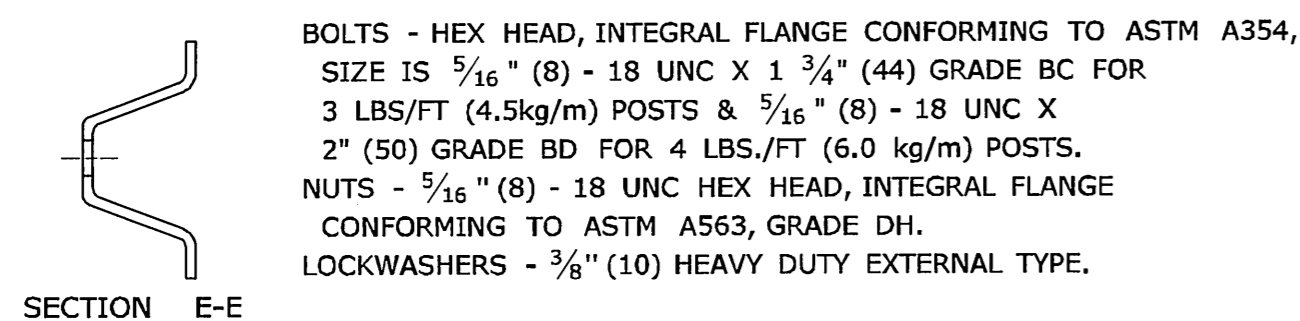 BOLTS - HEX HEAD, INTEGRAL FLANGE CONFORMING TO ASTM A354,
SIZE IS 5/16 " (8) - 18 UNC X 1 3/4" (44) GRADE BC FOR
3 LBS/FT (4.5kg/m) POSTS & 5/16 " (8) - 18 UNC X
2" (50) GRADE BD FOR 4 LBS./FT (6.0 kg/m) POSTS.
NUTS - 5/16 " (8) - 18 UNC HEX HEAD, INTEGRAL FLANGE
CONFORMING TO ASTM A563, GRADE DH.
LOCKWASHERS - 3/8" (10) HEAVY DUTY EXTERNAL TYPE.
SECTION E-E